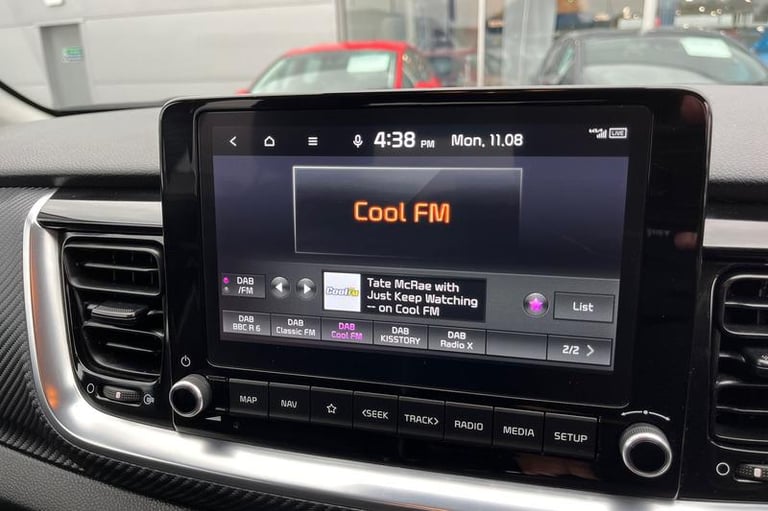 4:38 PM Mon, 11.08
LIVE
Cool FM
DAB
/FM
Cool FM
Tate McRae with
Just Keep Watching
-- on Cool FM
List
DAB
BBC R 6
DAB
Classic FM
DAB
Cool FM
DAB
KISSTORY
DAB
Radio X
2/2 >
MAP
NAV
<SEEK
TRACK>
RADIO
MEDIA
SETUP